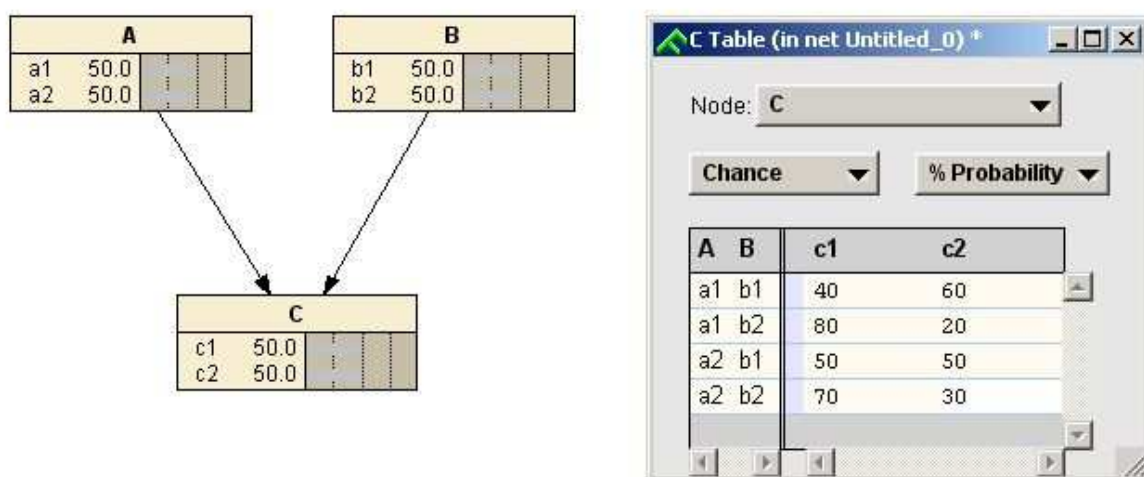 A
a1 50.0
a2 50.0
B
b1 50.0
b2 50.0
C
c1 50.0
c2 50.0
C Table (in net Untitled_0) *
Node: C
Chance % Probability
A B c1 c2
a1 b1 40 60
a1 b2 80 20
a2 b1 50 50
a2 b2 70 30